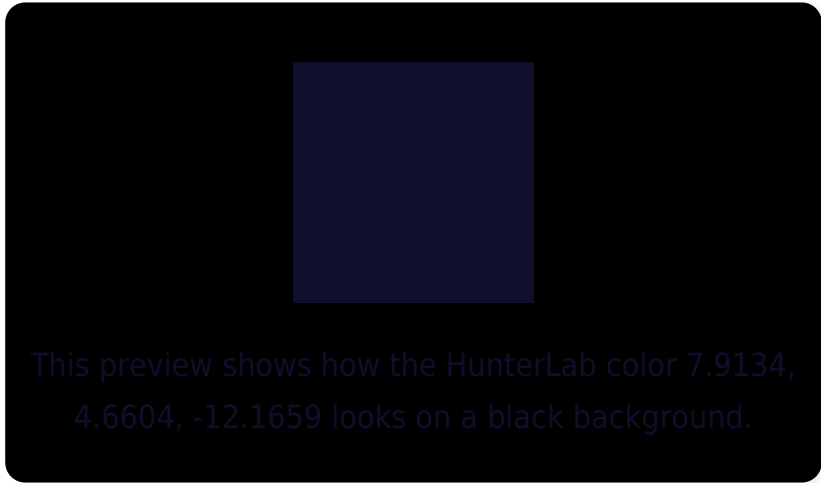 This preview shows how the HunterLab color 7.9134,
4.6604, -12.1659 looks on a black background.